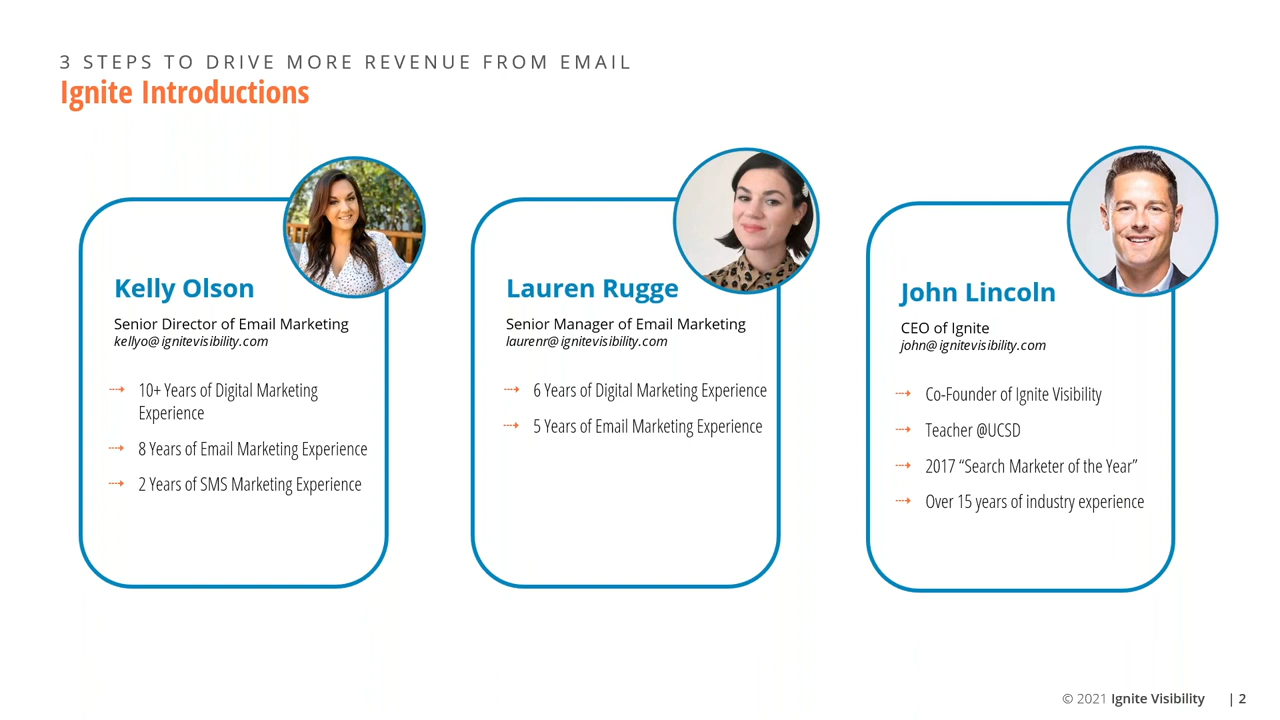 3 STEPS TO DRIVE MORE REVENUE FROM EMAIL
Ignite Introductions
Kelly Olson
Senior Director of Email Marketing
kellyo@ignitevisibility.com
10+ Years of Digital Marketing
Experience
8 Years of Email Marketing Experience
2 Years of SMS Marketing Experience
Lauren Rugge
Senior Manager of Email Marketing
laurenr@ignitevisibility.com
6 Years of Digital Marketing Experience
5 Years of Email Marketing Experience
John Lincoln
CEO of Ignite
john@ignitevisibility.com
Co-Founder of Ignite Visibility
Teacher @UCSD
2017 “Search Marketer of the Year”
Over 15 years of industry experience
© 2021 Ignite Visibility | 2